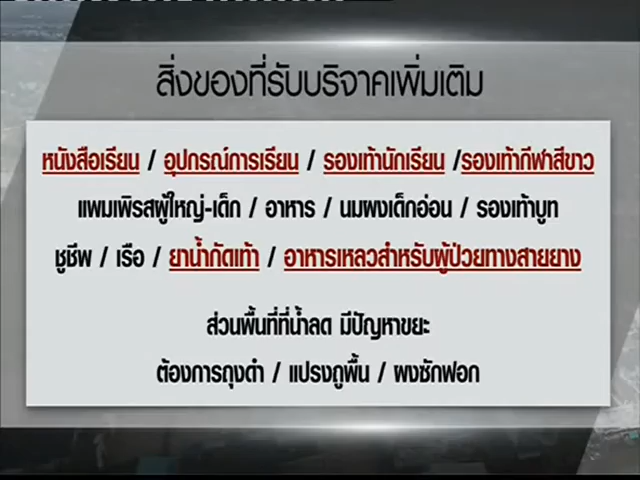 สิ่งของที่รับบริจาคเพิ่มเติม
หนังสือเรียน / อุปกรณ์การเรียน / รองเท้านักเรียน /รองเท้ากีฬาสีขาว
แพมเพิรสผู้ใหญ่-เด็ก / อาหาร / นมผงเด็กอ่อน / รองเท้าบูท
ชูชีพ / เรือ / ยาน้ำกัดเท้า / อาหารเหลวสำหรับผู้ป่วยทางสายยาง
ส่วนพื้นที่ที่น้ำลด มีปัญหาขยะ
ต้องการถุงดำ / แปรงถูพื้น / ผงซักฟอก